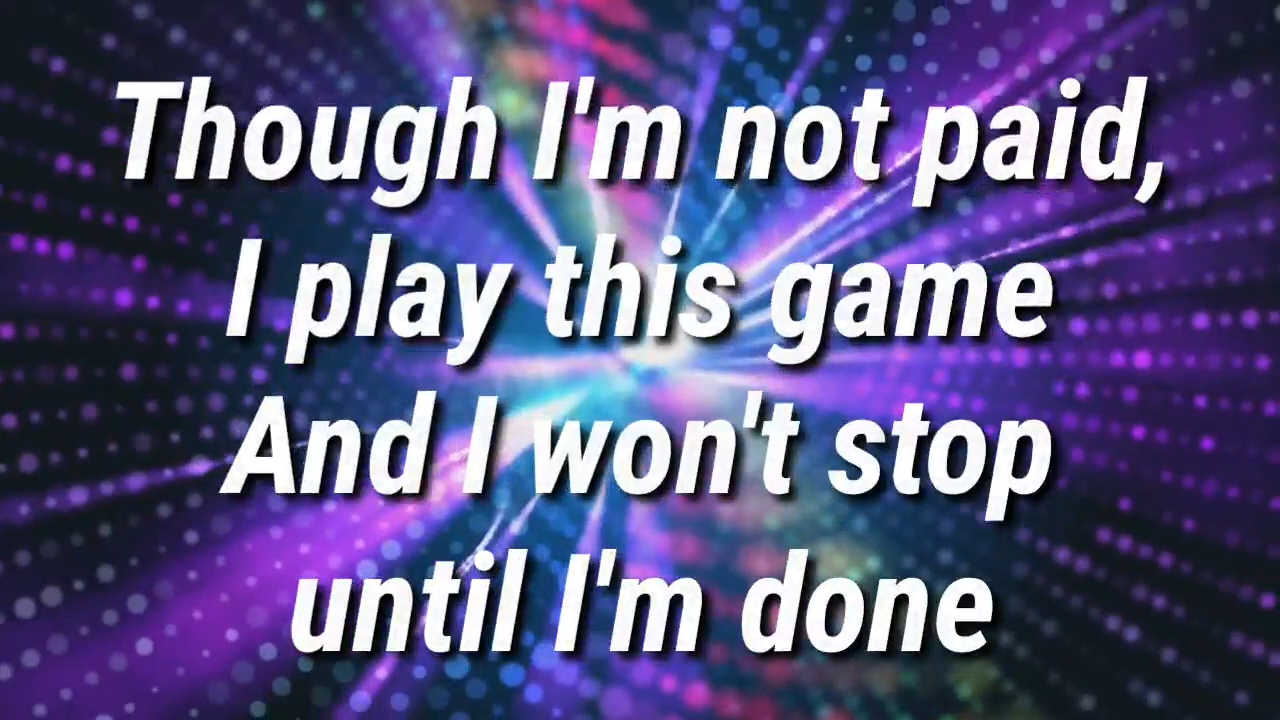 Though I'm not paid,
I play this game
And I won't stop
until I'm done